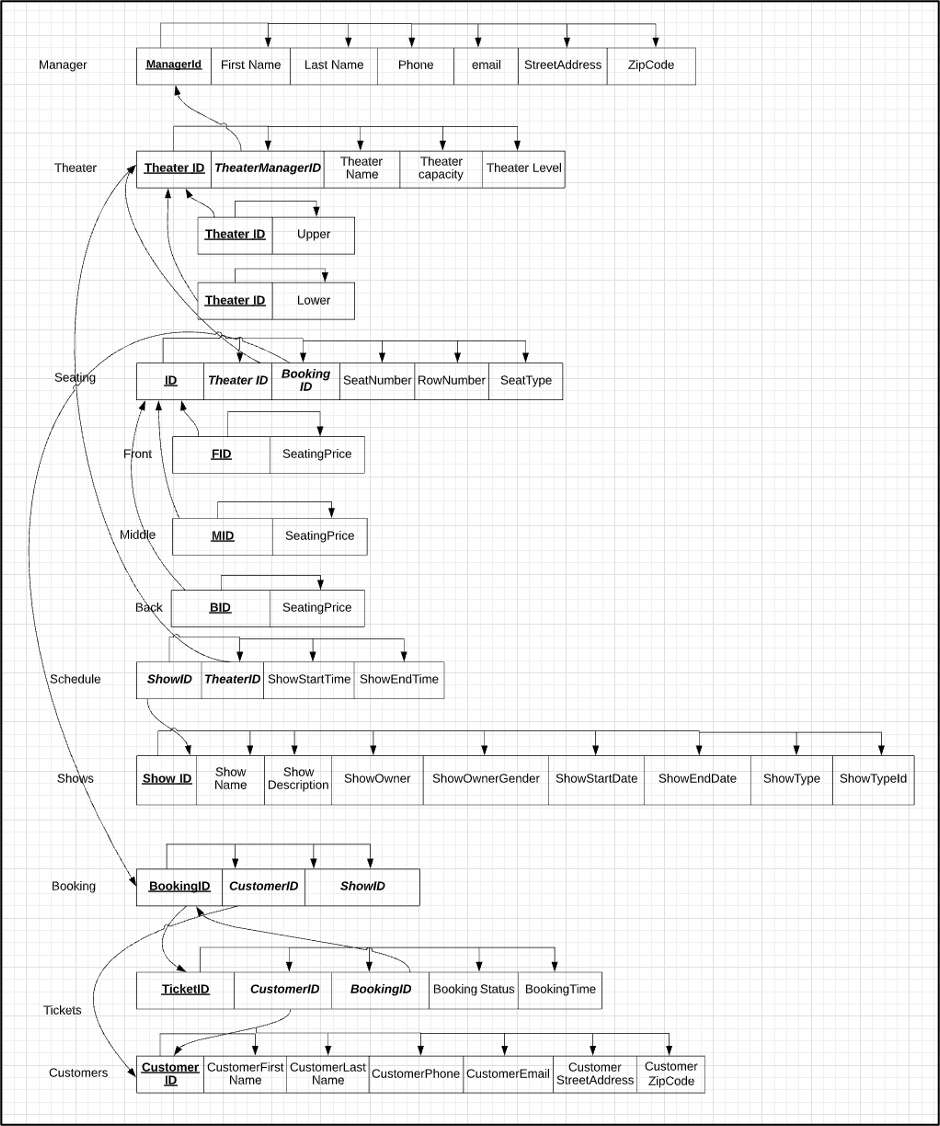 Manager ManagerId First Name Last Name Phone email StreetAddress ZipCode
Theater Theater ID TheaterManagerID Theater Name Theater capacity Theater Level
Theater ID Upper
Theater ID Lower
Seating ID Theater ID Booking ID SeatNumber RowNumber SeatType
Front FID SeatingPrice
Middle MID SeatingPrice
Back BID SeatingPrice
Schedule ShowID TheaterID ShowStartTime ShowEndTime
Shows Show ID Show Name Show Description ShowOwner ShowOwnerGender ShowStartDate ShowEndDate ShowType ShowTypeId
Booking BookingID CustomerID ShowID
Tickets TicketID CustomerID BookingID Booking Status BookingTime
Customers Customer ID CustomerFirst Name CustomerLast Name CustomerPhone CustomerEmail Customer StreetAddress Customer ZipCode